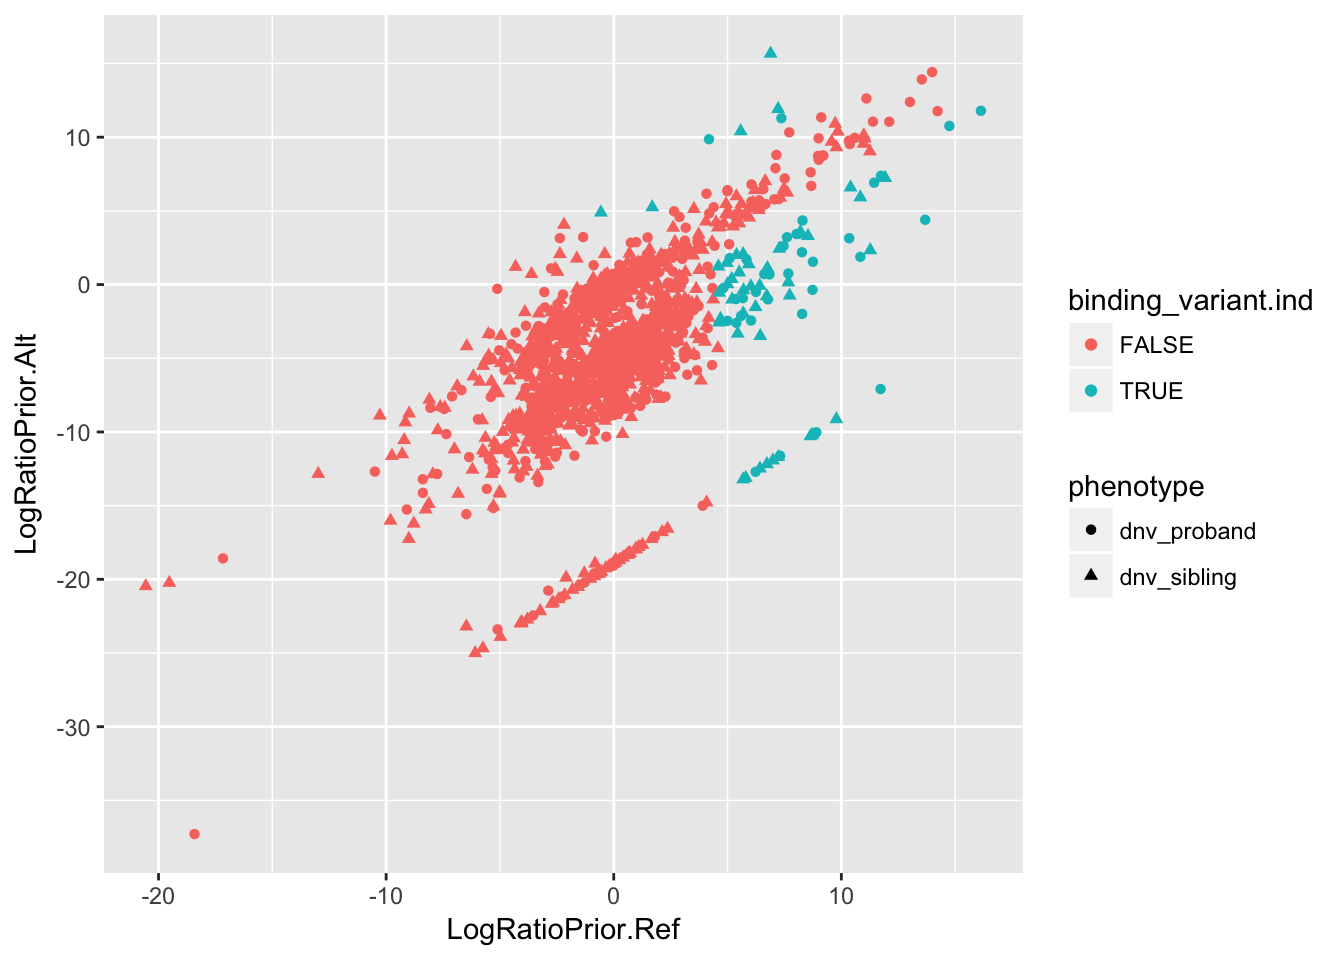 10
0
-10
-20
-30
-20
-10
0
10
LogRatioPrior.Ref
LogRatioPrior.Alt
binding_variant.ind
FALSE
TRUE
phenotype
dnv_proband
dnv_sibling